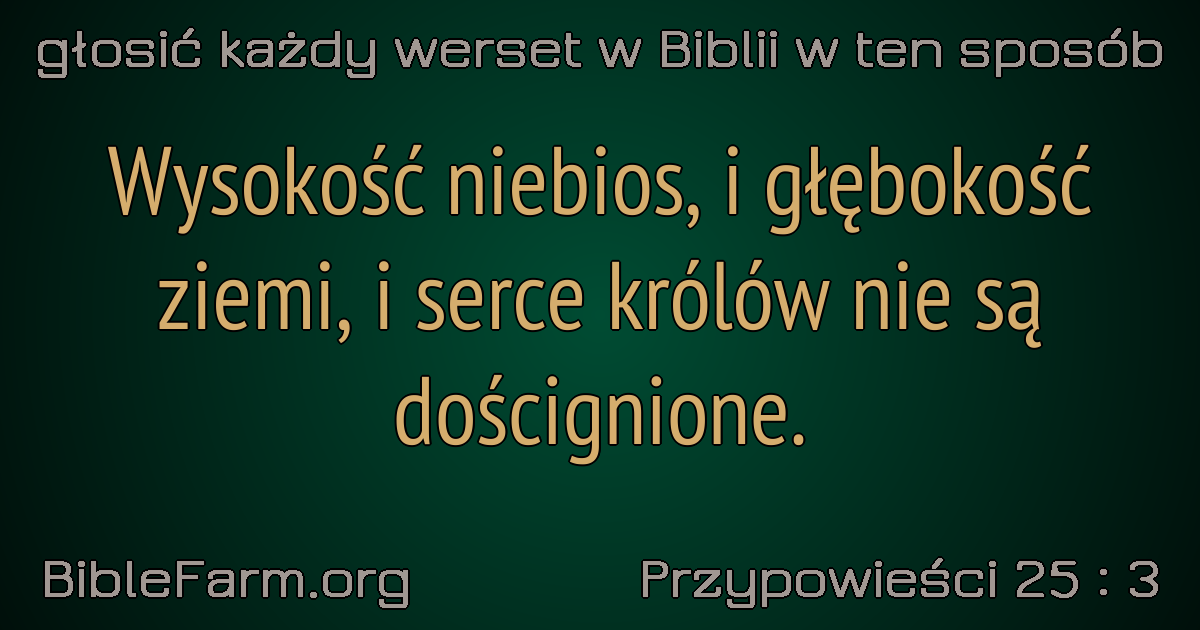 głosić każdy werset w Biblii w ten sposób
Wysokość niebios, i głębokość
ziemi, i serce królów nie są
doścignione.
BibleFarm.org
Przypowieści 25 : 3